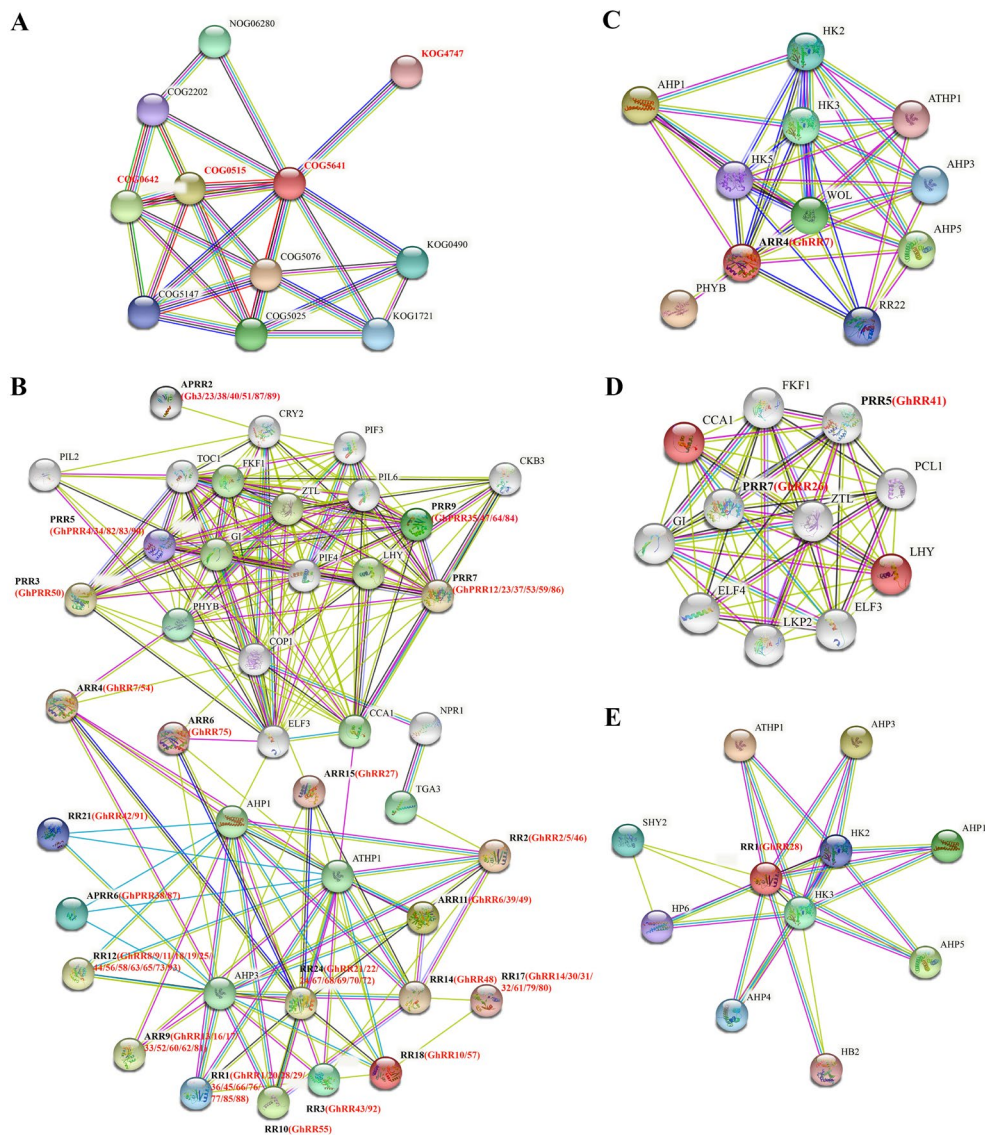 A
NOG06280
KOG4747
COG2202
COG0515
COG5641
COG0642
COG5076
KOG0490
COG5147
COG5025
KOG1721
C
HK2
AHP1
HK3
ATHP1
HK5
AHP3
WOL
AHP5
ARR4(GhRR7)
PHYB
RR22
B
APRR2
(Gh3/23/38/40/51/87/89)
CRY2
PIF3
PIL2
TOC1
FKF1
CKB3
PIL6
ZTL
PRR9
(GhPRR35/47/64/84)
PRR5
(GhPRR4/34/82/83/90)
GI
PIF4
LHY
PRR3
(GhPRR50)
PRR7
(GhPRR12/23/37/53/59/86)
PHYB
COP1
ARR4(GhRR7/54)
ARR6
(GhRR75)
ELF3
CCA1
NPR1
ARR15(GhRR27)
TGA3
AHP1
RR21(GhRR42/91)
RR2(GhRR2/5/46)
ATHP1
APRR6(GhPRR38/87)
ARR11(GhRR6/39/49)
RR12(GhRR8/9/11/18/19/25/
44/56/58/63/65/73/93)
AHP3
RR24(GhRR21/22/
24/67/68/69/70/72)
RR14(GhRR48)
RR17(GhRR14/30/31/
32/61/79/80)
ARR9(GhRR13/16/17/
33/52/60/62/81)
RR18(GhRR10/57)
RR1(GhRR1/20/28/29/
36/45/66/76/
77/85/88)
RR3(GhRR43/92)
RR10(GhRR55)
D
FKF1
PRR5(GhRR41)
CCA1
PCL1
PRR7(GhRR26)
ZTL
GI
LHY
ELF4
ELF3
LKP2
E
ATHP1
AHP3
SHY2
HK2
AHP1
RR1(GhRR28)
HK3
HP6
AHP5
AHP4
HB2